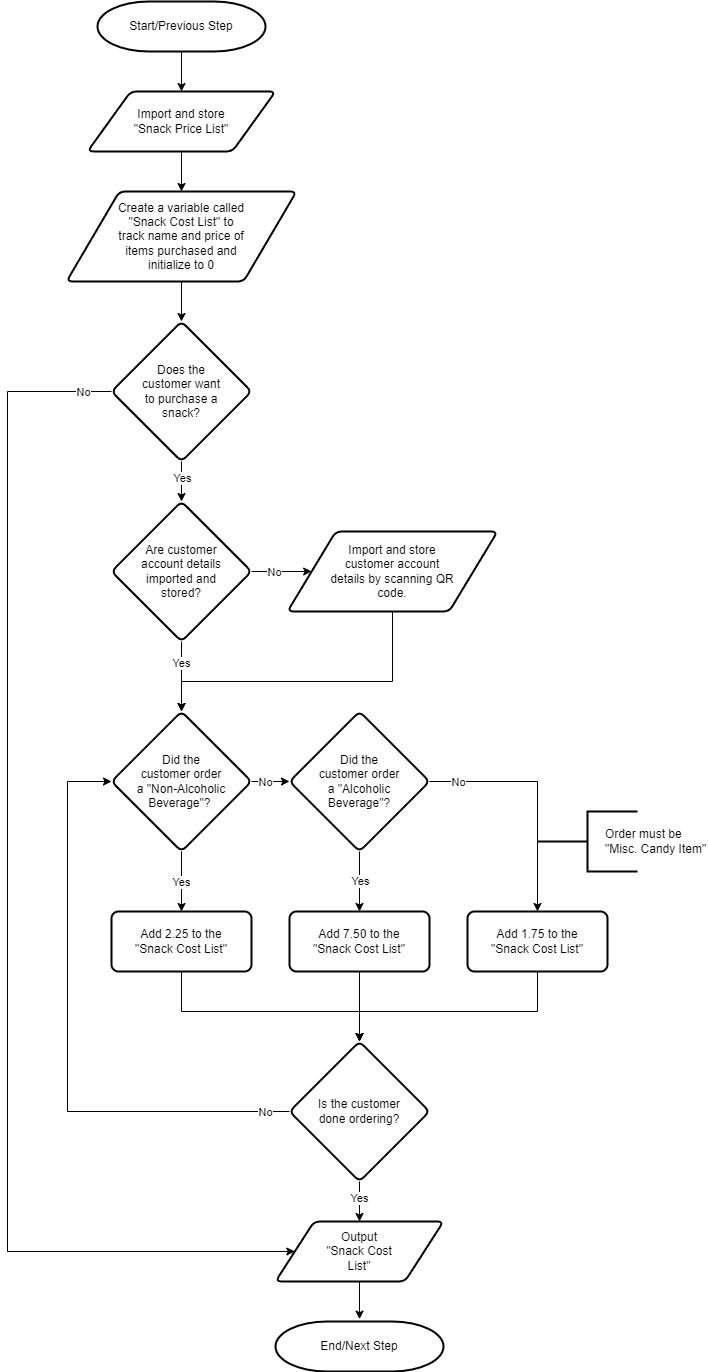 Start/Previous Step
Import and store
"Snack Price List"
Create a variable called
"Snack Cost List" to
track name and price of
items purchased and
initialize to 0
Does the
customer want
to purchase a
snack?
No
Yes
Are customer
account details
imported and
stored?
No
Import and store
customer account
details by scanning QR
code.
Yes
Did the
customer order
a "Non-Alcoholic
Beverage"?
No
Did the
customer order
a "Alcoholic
Beverage"?
No
Order must be
"Misc. Candy Item"
Yes
Yes
Add 2.25 to the
"Snack Cost List"
Add 7.50 to the
"Snack Cost List"
Add 1.75 to the
"Snack Cost List"
Is the customer
done ordering?
No
Yes
Output
"Snack Cost
List"
End/Next Step